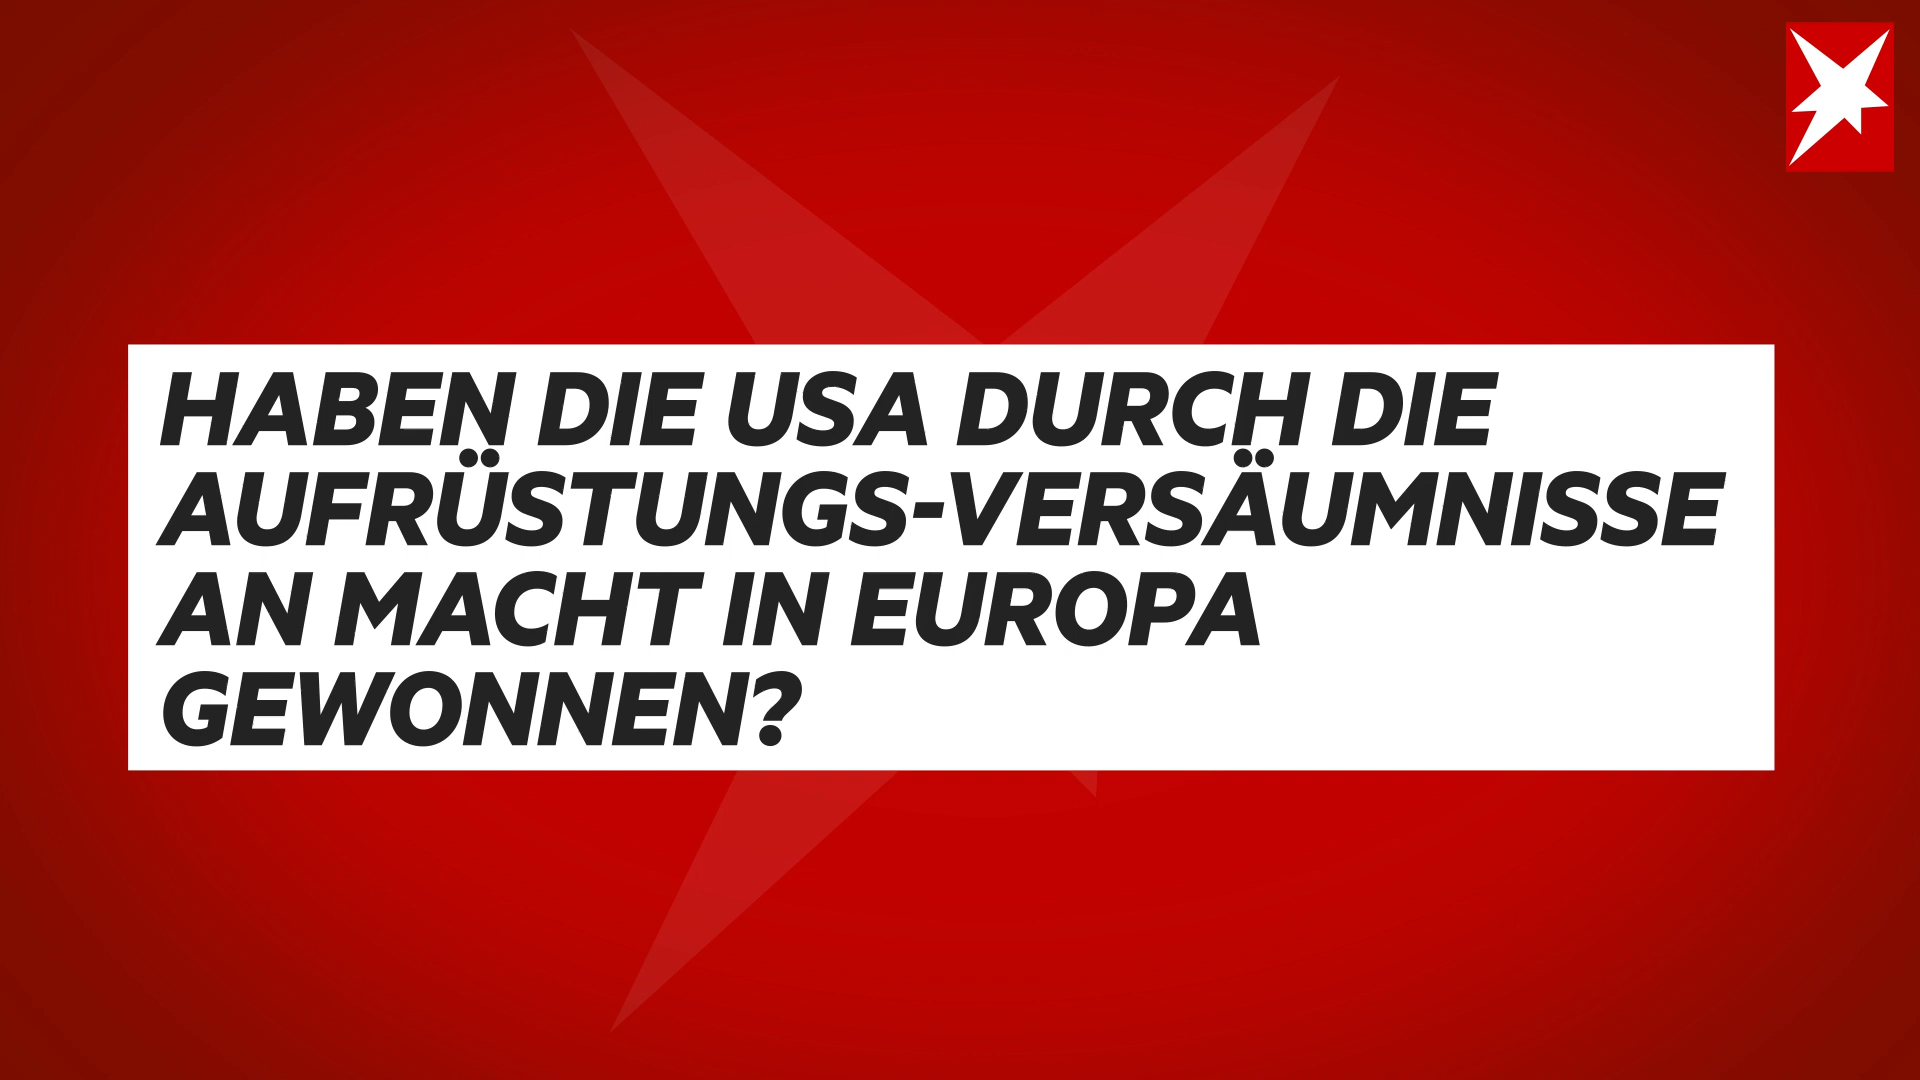 HABEN DIE USA DURCH DIE
AUFRÜSTUNGS-VERSÄUMNISSE
AN MACHT IN EUROPA
GEWONNEN?